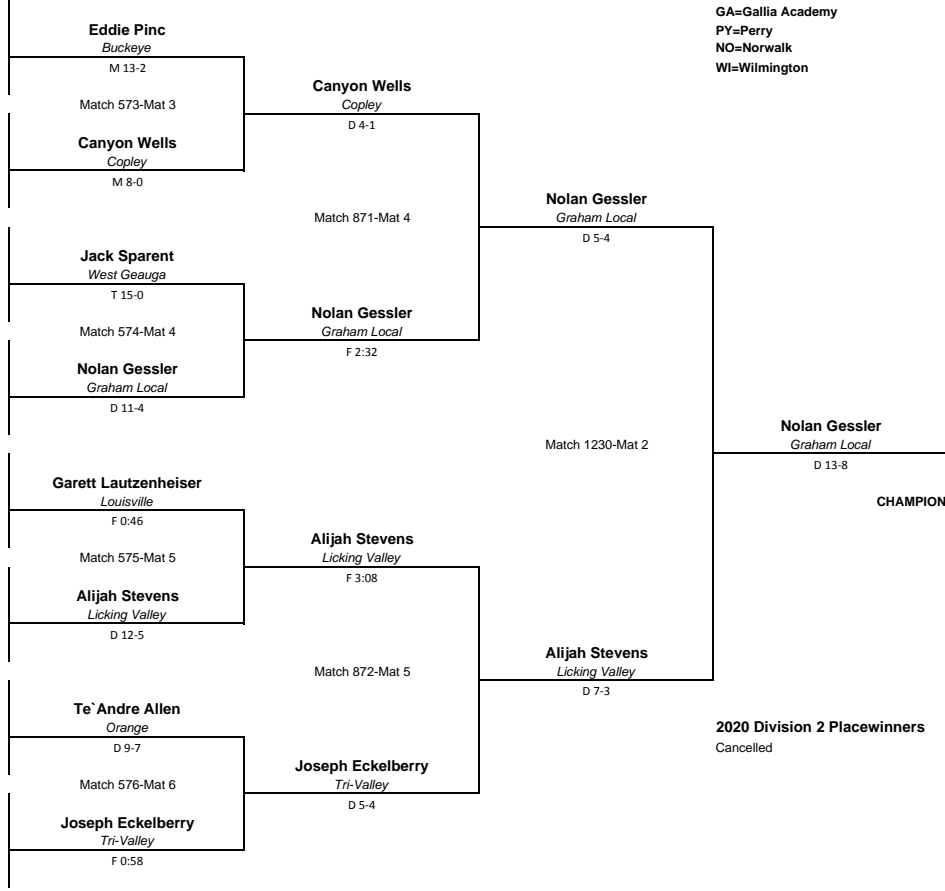 GA=Gallia Academy
PY=Perry
NO=Norwalk
WI=Wilmington
Eddie Pinc
Buckeye
M 13-2
Match 573-Mat 3
Canyon Wells
Copley
M 8-0
Canyon Wells
Copley
D 4-1
Match 871-Mat 4
Jack Sparent
West Geauga
T 15-0
Match 574-Mat 4
Nolan Gessler
Graham Local
D 11-4
Nolan Gessler
Graham Local
F 2:32
Nolan Gessler
Graham Local
D 5-4
Match 1230-Mat 2
Nolan Gessler
Graham Local
D 13-8
CHAMPION
Garett Lautzenheiser
Louisville
F 0:46
Match 575-Mat 5
Alijah Stevens
Licking Valley
D 12-5
Alijah Stevens
Licking Valley
F 3:08
Match 872-Mat 5
Alijah Stevens
Licking Valley
D 7-3
Te`Andre Allen
Orange
D 9-7
Match 576-Mat 6
Joseph Eckelberry
Tri-Valley
F 0:58
Joseph Eckelberry
Tri-Valley
D 5-4
2020 Division 2 Placewinners
Cancelled